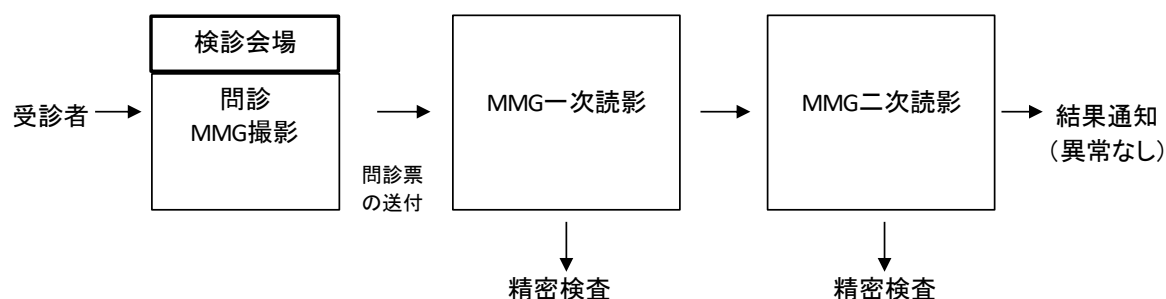 検診会場
受診者
問診
MMG撮影
問診票
の送付
MMG一次読影
MMG二次読影
結果通知
(異常なし)
精密検査
精密検査